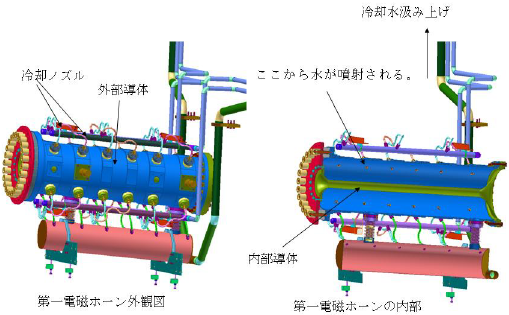 冷却水汲み上げ
冷却ノズル
外部導体
ここから水が噴射される。
内部導体
第一電磁ホーン外観図
第一電磁ホーンの内部